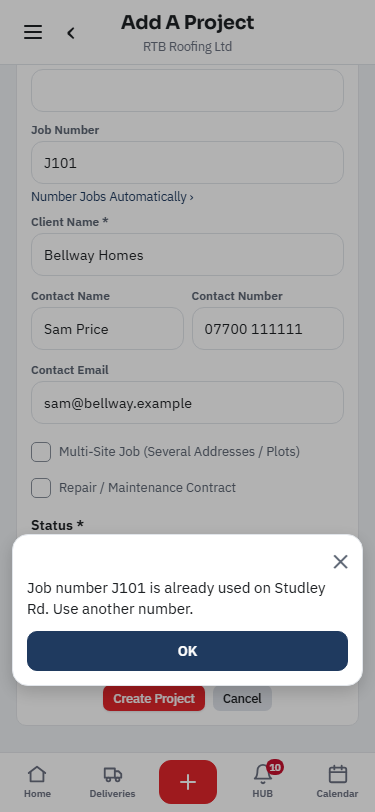 Add A Project
RTB Roofing Ltd
Job Number
J101
Number Jobs Automatically ›
Client Name *
Bellway Homes
Contact Name
Contact Number
Sam Price
07700 111111
Contact Email
sam@bellway.example
Multi-Site Job (Several Addresses / Plots)
Repair / Maintenance Contract
Status *
Job number J101 is already used on Studley
Rd. Use another number.
OK
Create Project
Cancel
10
Home
Deliveries
HUB
Calendar